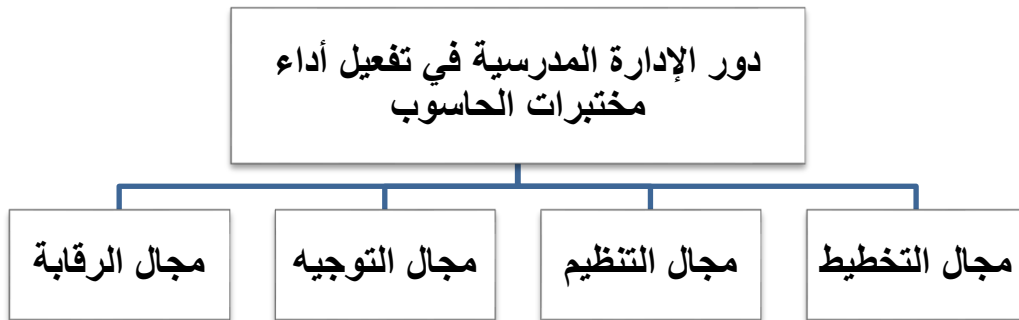 دور الإدارة المدرسية في تفعيل أداء
مختبرات الحاسوب
مجال التخطيط
مجال التنظيم
مجال التوجيه
مجال الرقابة